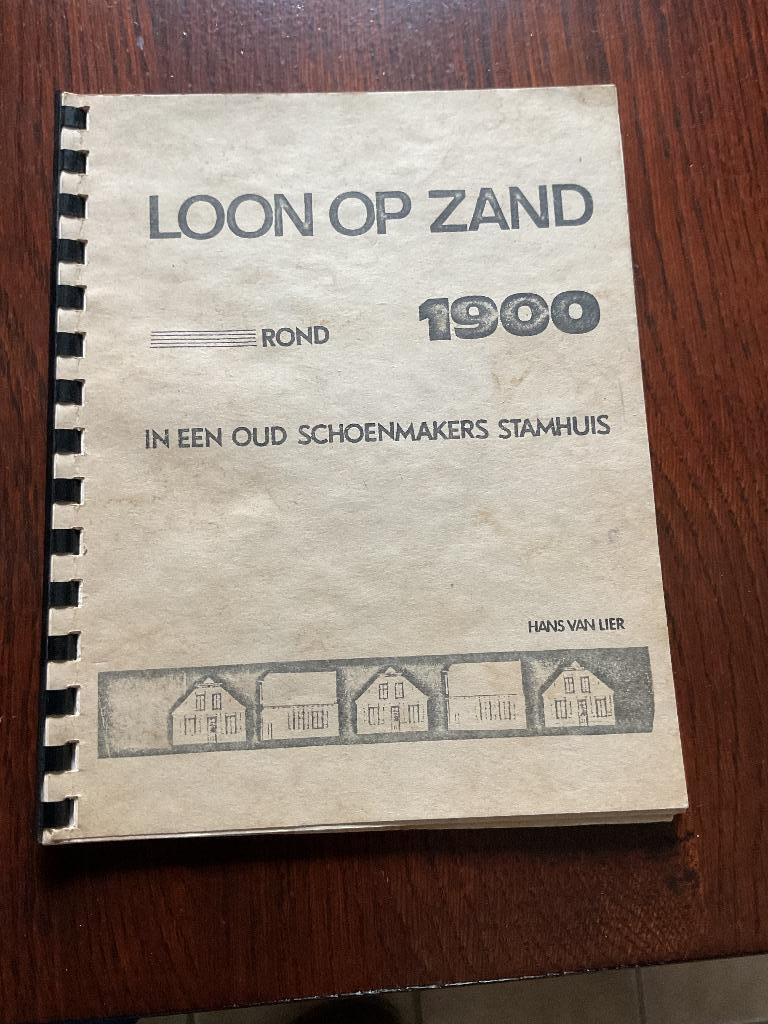 LOON OP ZAND
ROND 1900
IN EEN OUD SCHOENMAKERS STAMHUIS
HANS VAN LIER